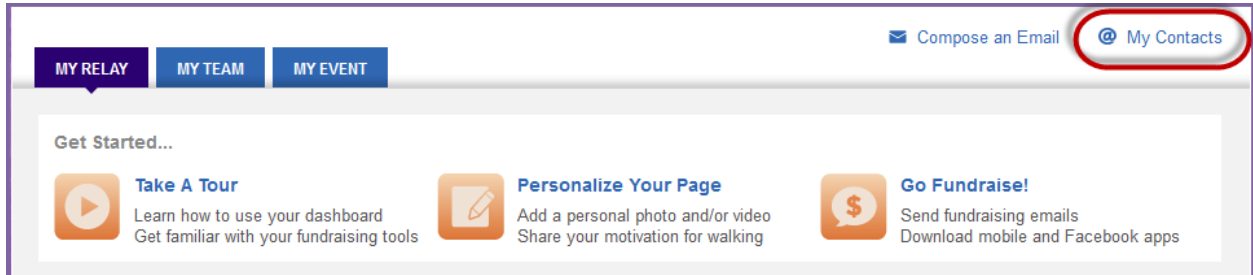 Compose an Email @ My Contacts
MY RELAY MY TEAM MY EVENT
Get Started...
Take A Tour
Learn how to use your dashboard
Get familiar with your fundraising tools
Personalize Your Page
Add a personal photo and/or video
Share your motivation for walking
$
Go Fundraise!
Send fundraising emails
Download mobile and Facebook apps